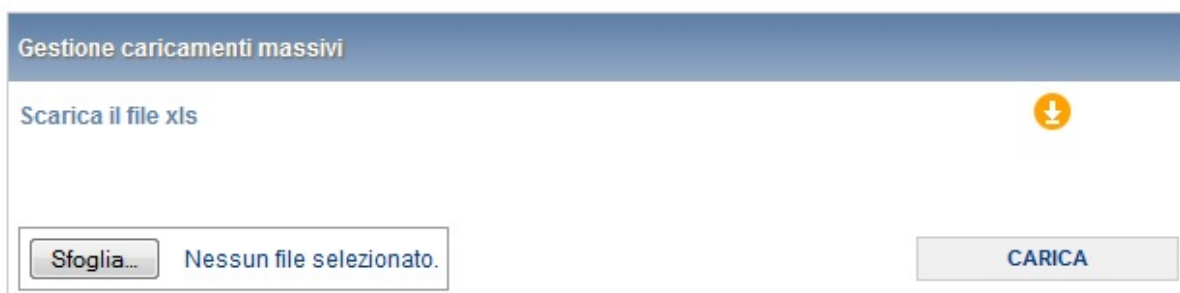 Gestione caricamenti massivi
Scarica il file xls
Sfoglia... Nessun file selezionato.
CARICA